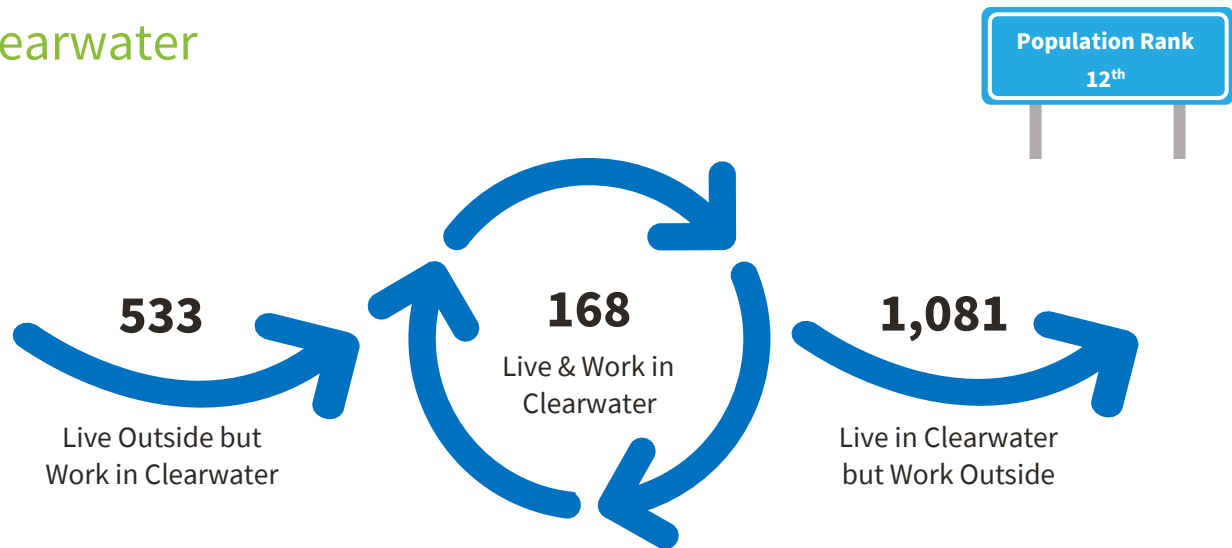 earwater
Population Rank
12th
533
Live Outside but
Work in Clearwater
168
Live & Work in
Clearwater
1,081
Live in Clearwater
but Work Outside